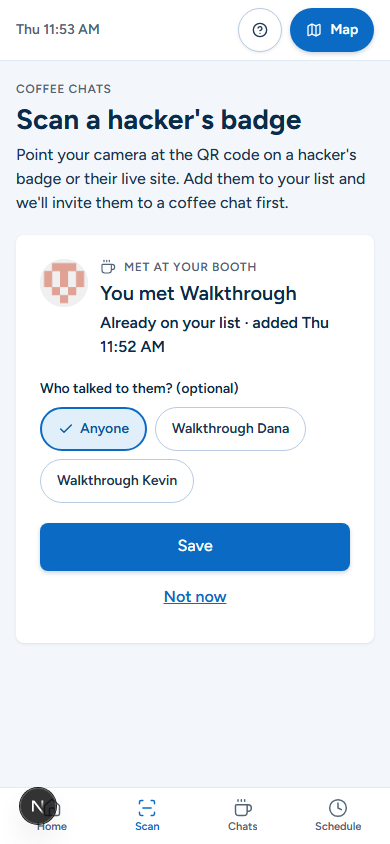 Thu 11:53 AM
Map
COFFEE CHATS
Scan a hacker's badge
Point your camera at the QR code on a hacker's
badge or their live site. Add them to your list and
we'll invite them to a coffee chat first.
MET AT YOUR BOOTH
You met Walkthrough
Already on your list · added Thu
11:52 AM
Who talked to them? (optional)
Anyone
Walkthrough Dana
Walkthrough Kevin
Save
Not now
N
Home
Scan
Chats
Schedule